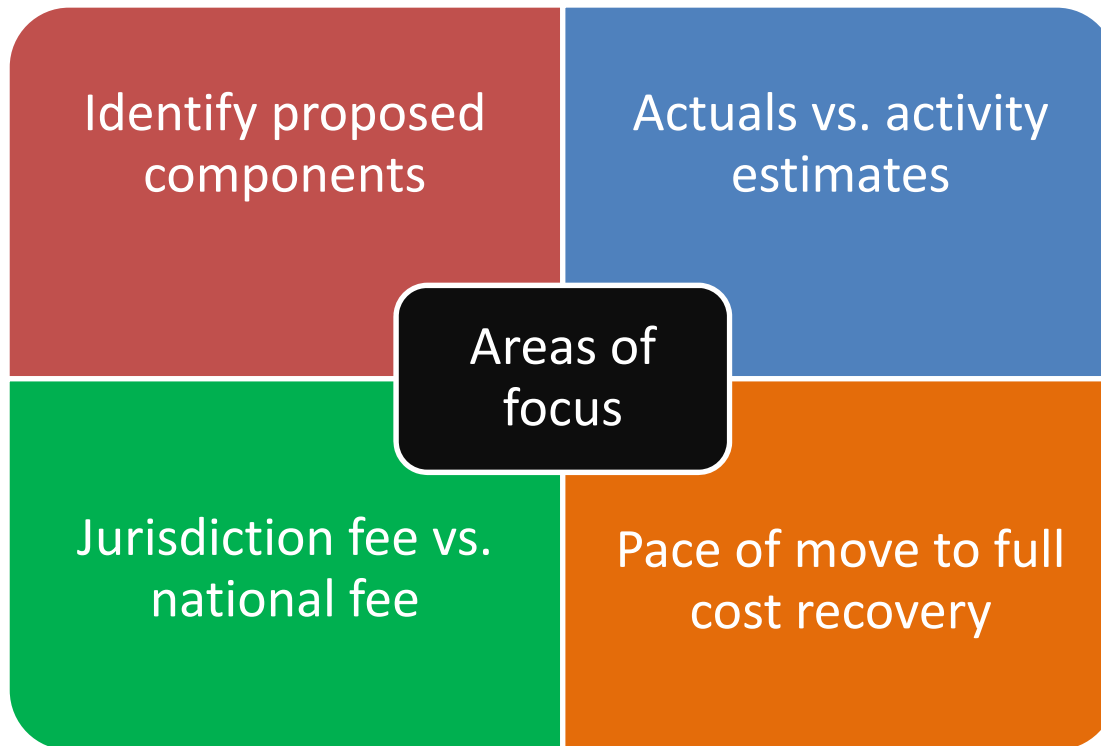 Identify proposed
components
Actuals vs. activity
estimates
Areas of
focus
Jurisdiction fee vs.
national fee
Pace of move to full
cost recovery